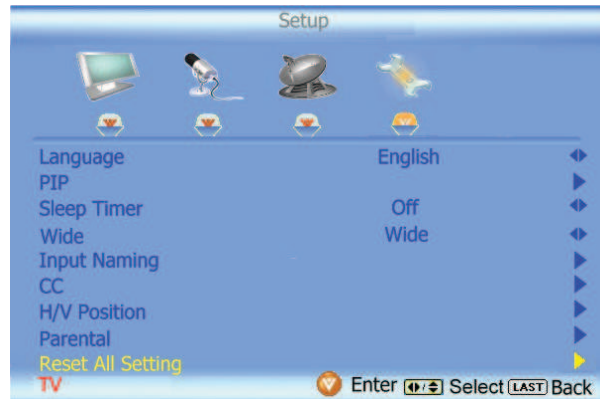 Setup
Language English
PIP
Sleep Timer Off
Wide Wide
Input Naming
CC
H/V Position
Parental
Reset All Setting
TV Enter Select LAST Back